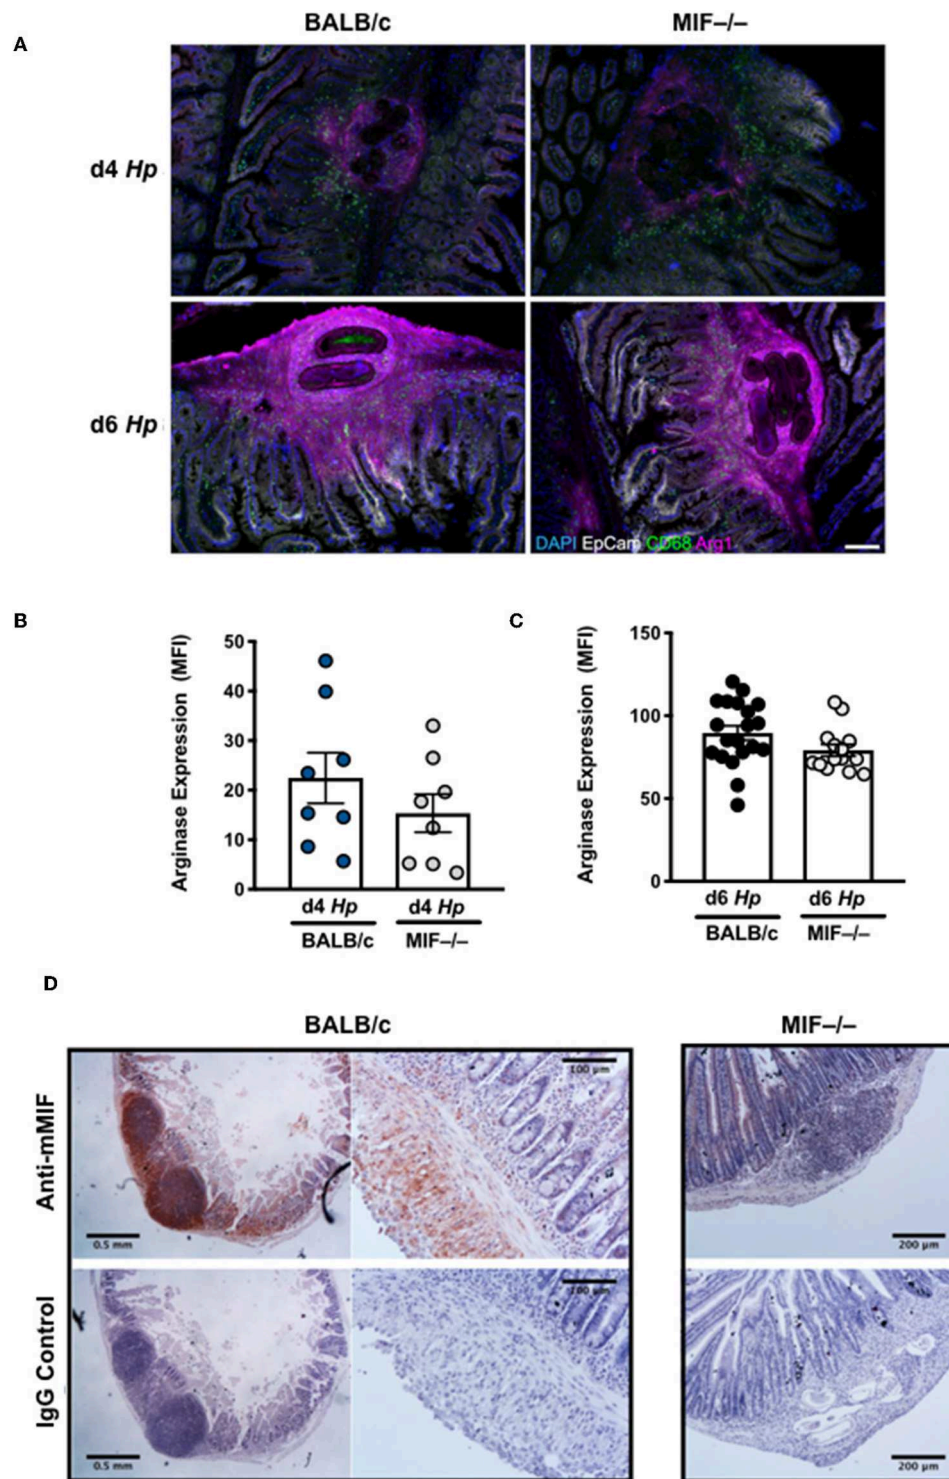 BALB/c MIF–/–
A
d4 Hp
d6 Hp
DAPI EpCam CD68 Arg1
B
Arginase Expression (MFI)
50
40
30
20
10
0
d4 Hp d4 Hp
BALB/c MIF–/–
C
Arginase Expression (MFI)
150
100
50
0
d6 Hp d6 Hp
BALB/c MIF–/–
D
BALB/c MIF–/–
Anti-mMIF
0.5 mm
100 µm
200 µm
IgG Control
0.5 mm
100 µm
200 µm